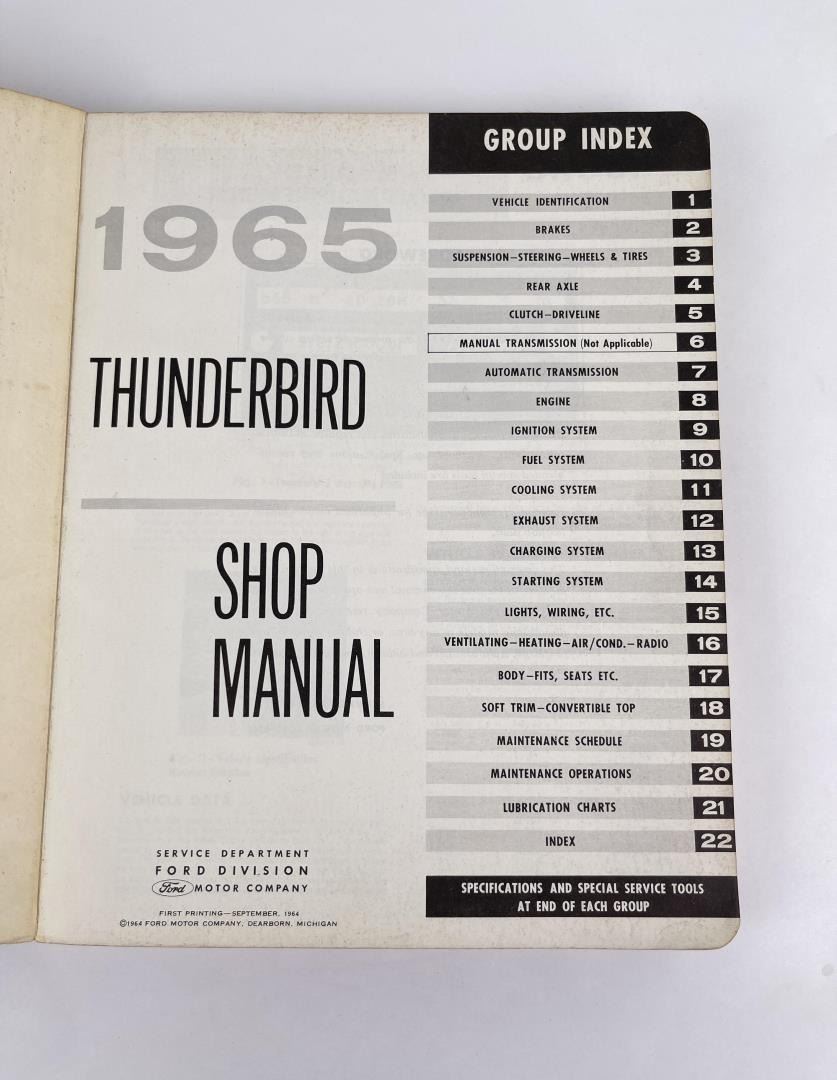 1965
THUNDERBIRD
SHOP
MANUAL
SERVICE DEPARTMENT
FORD DIVISION
Ford MOTOR COMPANY
FIRST PRINTING—SEPTEMBER, 1964
©1964 FORD MOTOR COMPANY, DEARBORN, MICHIGAN
GROUP INDEX
VEHICLE IDENTIFICATION 1
BRAKES 2
SUSPENSION—STEERING—WHEELS & TIRES 3
REAR AXLE 4
CLUTCH—DRIVELINE 5
MANUAL TRANSMISSION (Not Applicable) 6
AUTOMATIC TRANSMISSION 7
ENGINE 8
IGNITION SYSTEM 9
FUEL SYSTEM 10
COOLING SYSTEM 11
EXHAUST SYSTEM 12
CHARGING SYSTEM 13
STARTING SYSTEM 14
LIGHTS, WIRING, ETC. 15
VENTILATING—HEATING—AIR/COND.—RADIO 16
BODY—FITS, SEATS ETC. 17
SOFT TRIM—CONVERTIBLE TOP 18
MAINTENANCE SCHEDULE 19
MAINTENANCE OPERATIONS 20
LUBRICATION CHARTS 21
INDEX 22
SPECIFICATIONS AND SPECIAL SERVICE TOOLS
AT END OF EACH GROUP